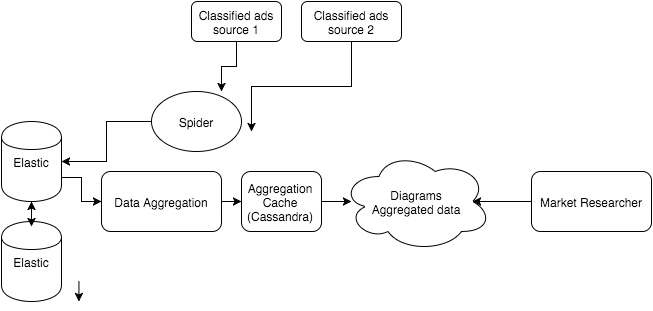 Classified ads
source 1
Classified ads
source 2
Spider
Elastic
Data Aggregation
Aggregation
Cache
(Cassandra)
Diagrams
Aggregated data
Market Researcher
Elastic